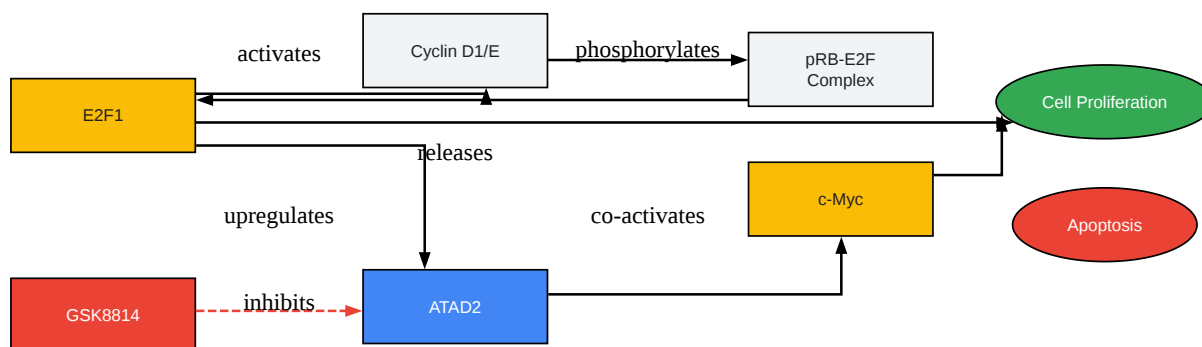 activates
Cyclin D1/E
phosphorylates
pRB-E2F
Complex
Cell Proliferation
E2F1
releases
upregulates
co-activates
c-Myc
Apoptosis
GSK8814
inhibits
ATAD2